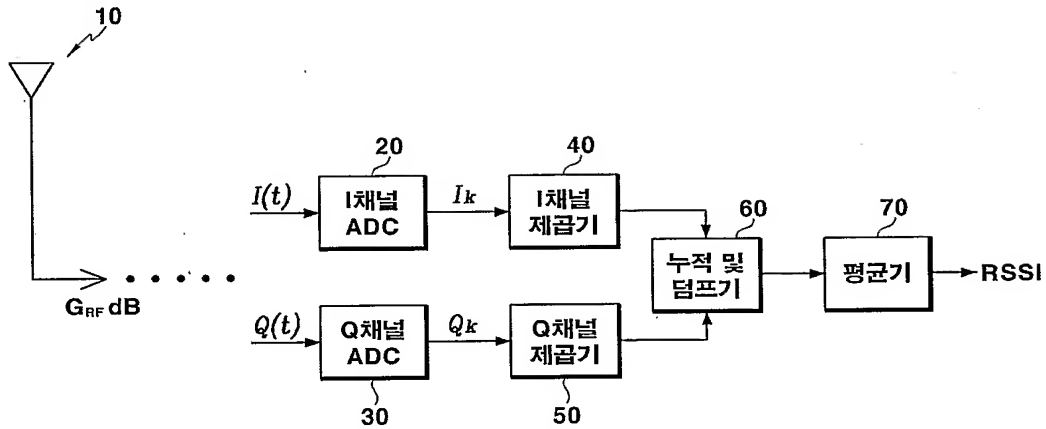 10
20
40
I(t)
I채널
ADC
Ik
I채널
제곱기
60
70
누적 및
덤프기
평균기
RSSI
GRF dB
Q(t)
Q채널
ADC
Qk
Q채널
제곱기
30
50